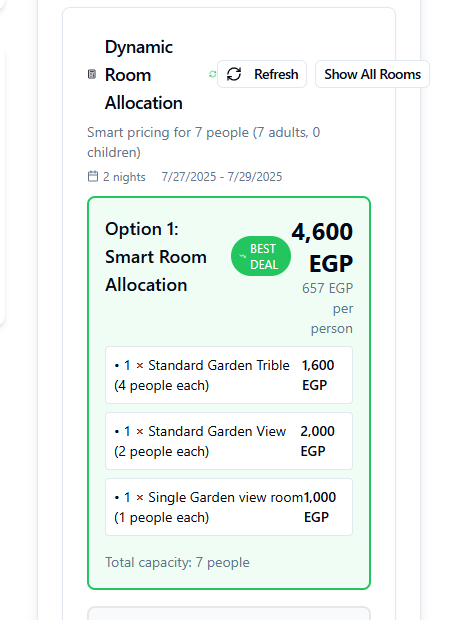 Dynamic
Room
Allocation
Refresh
Show All Rooms
Smart pricing for 7 people (7 adults, 0
children)
2 nights 7/27/2025 - 7/29/2025
Option 1:
Smart Room
Allocation
BEST
DEAL
4,600
EGP
657 EGP
per
person
• 1 × Standard Garden Trible
(4 people each)
1,600
EGP
• 1 × Standard Garden View
(2 people each)
2,000
EGP
• 1 × Single Garden view room
(1 people each)
1,000
EGP
Total capacity: 7 people